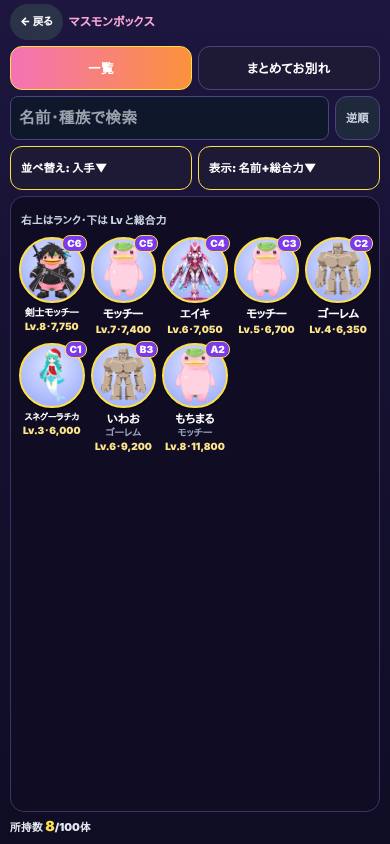 ← 戻る マスモンボックス
一覧 まとめてお別れ
名前・種族で検索 逆順
並べ替え: 入手▼ 表示: 名前+総合力▼
右上はランク・下は Lv と総合力
C6 C5 C4 C3 C2
剣士モッチー モッチー エイキ モッチー ゴーレム
Lv.8・7,750 Lv.7・7,400 Lv.6・7,050 Lv.5・6,700 Lv.4・6,350
C1 B3 A2
スネグーラチカ いわお もちまる
Lv.3・6,000 ゴーレム モッチー
Lv.6・9,200 Lv.8・11,800
所持数 8/100体